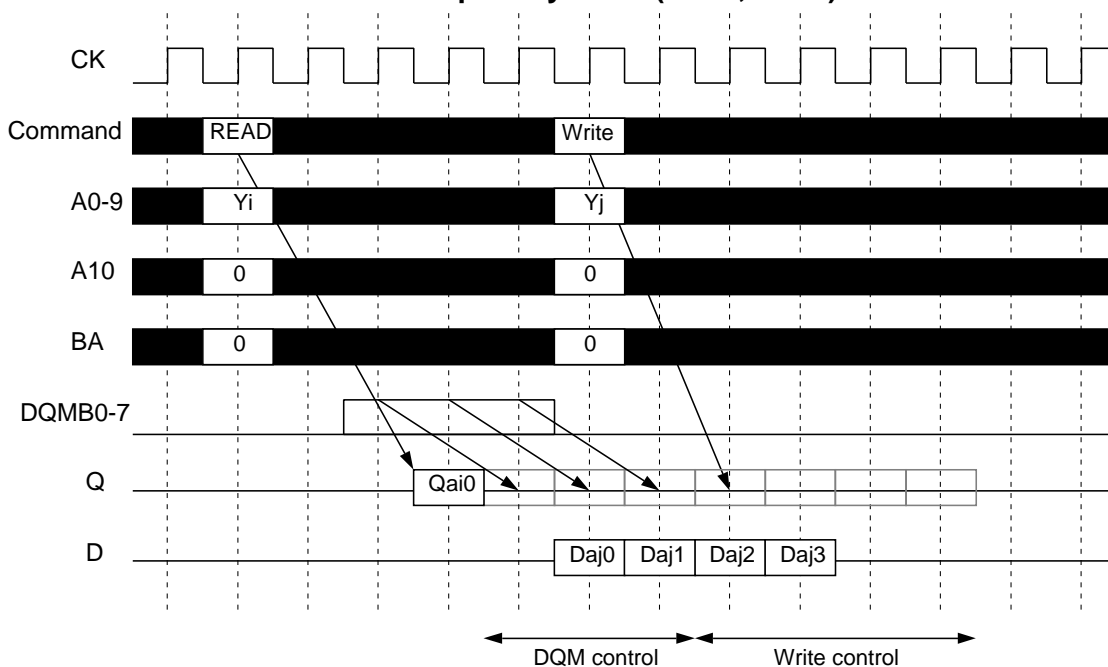 CK
Command READ Write
A0-9 Yi Yj
A10 0 0
BA 0 0
DQMB0-7
Q Qai0
D Daj0 Daj1 Daj2 Daj3
DQM control Write control